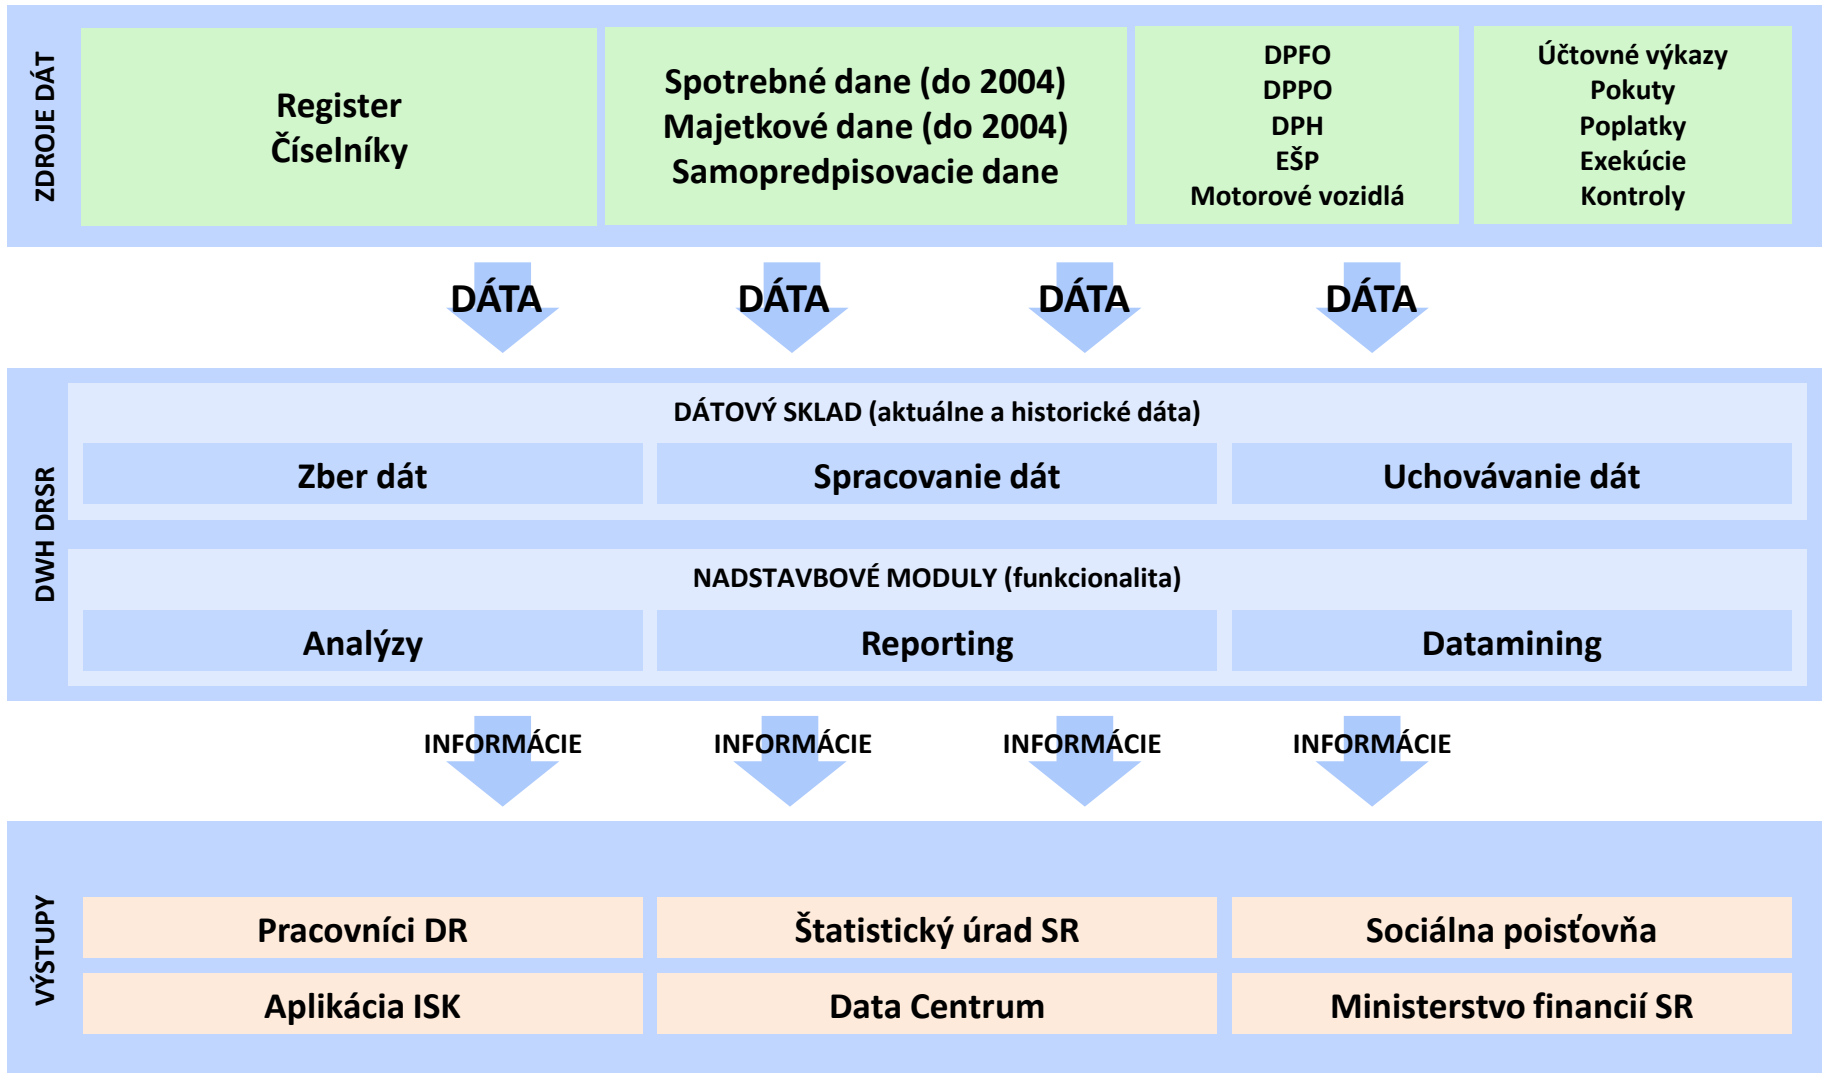 ZDROJE DÁT
Register
Číselníky
Spotrebné dane (do 2004)
Majetkové dane (do 2004)
Samopredpisovacie dane
DPFO
DPPO
DPH
EŠP
Motorové vozidlá
Účtovné výkazy
Pokuty
Poplatky
Exekúcie
Kontroly
DÁTA
DÁTA
DÁTA
DÁTA
DWH DRSR
DÁTOVÝ SKLAD (aktuálne a historické dáta)
Zber dát
Spracovanie dát
Uchovávanie dát
NADSTAVBOVÉ MODULY (funkcionalita)
Analýzy
Reporting
Datamining
INFORMÁCIE
INFORMÁCIE
INFORMÁCIE
INFORMÁCIE
VÝSTUPY
Pracovníci DR
Štatistický úrad SR
Sociálna poisťovňa
Aplikácia ISK
Data Centrum
Ministerstvo financií SR